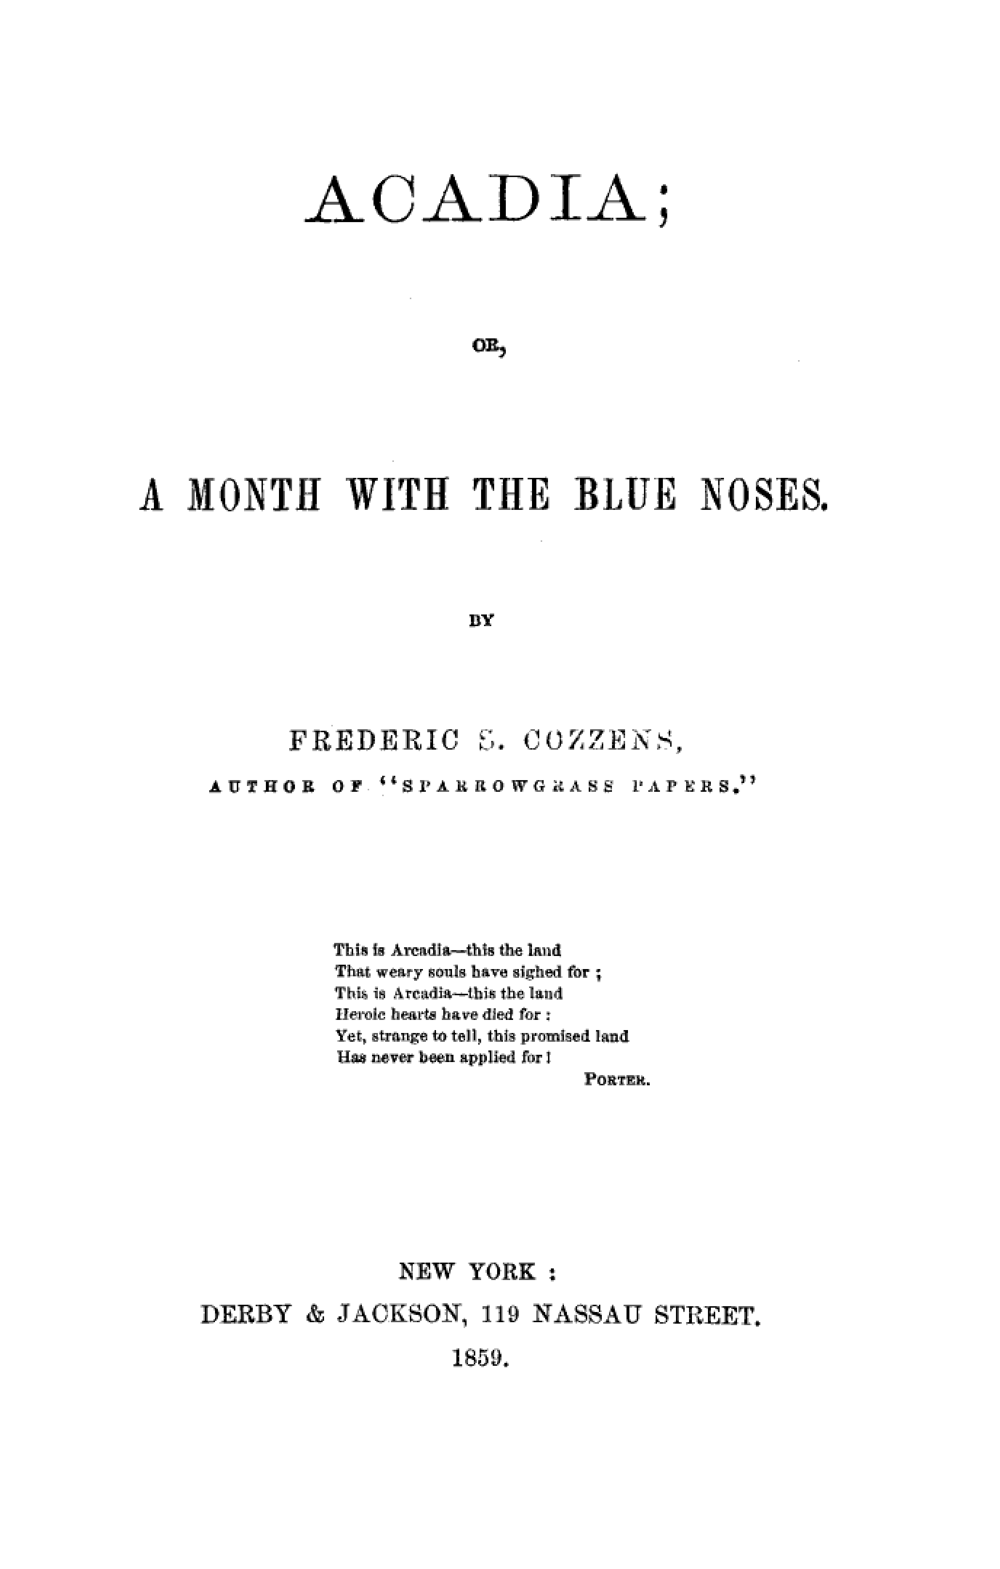 ACADIA;
OR,
A MONTH WITH THE BLUE NOSES.
BY
FREDERIC S. COZZENS,
AUTHOR OF "SPARROWGRASS PAPERS."
This is Arcadia—this the land
That weary souls have sighed for ;
This is Arcadia—this the land
Heroic hearts have died for :
Yet, strange to tell, this promised land
Has never been applied for !
PORTER.
NEW YORK :
DERBY & JACKSON, 119 NASSAU STREET.
1859.